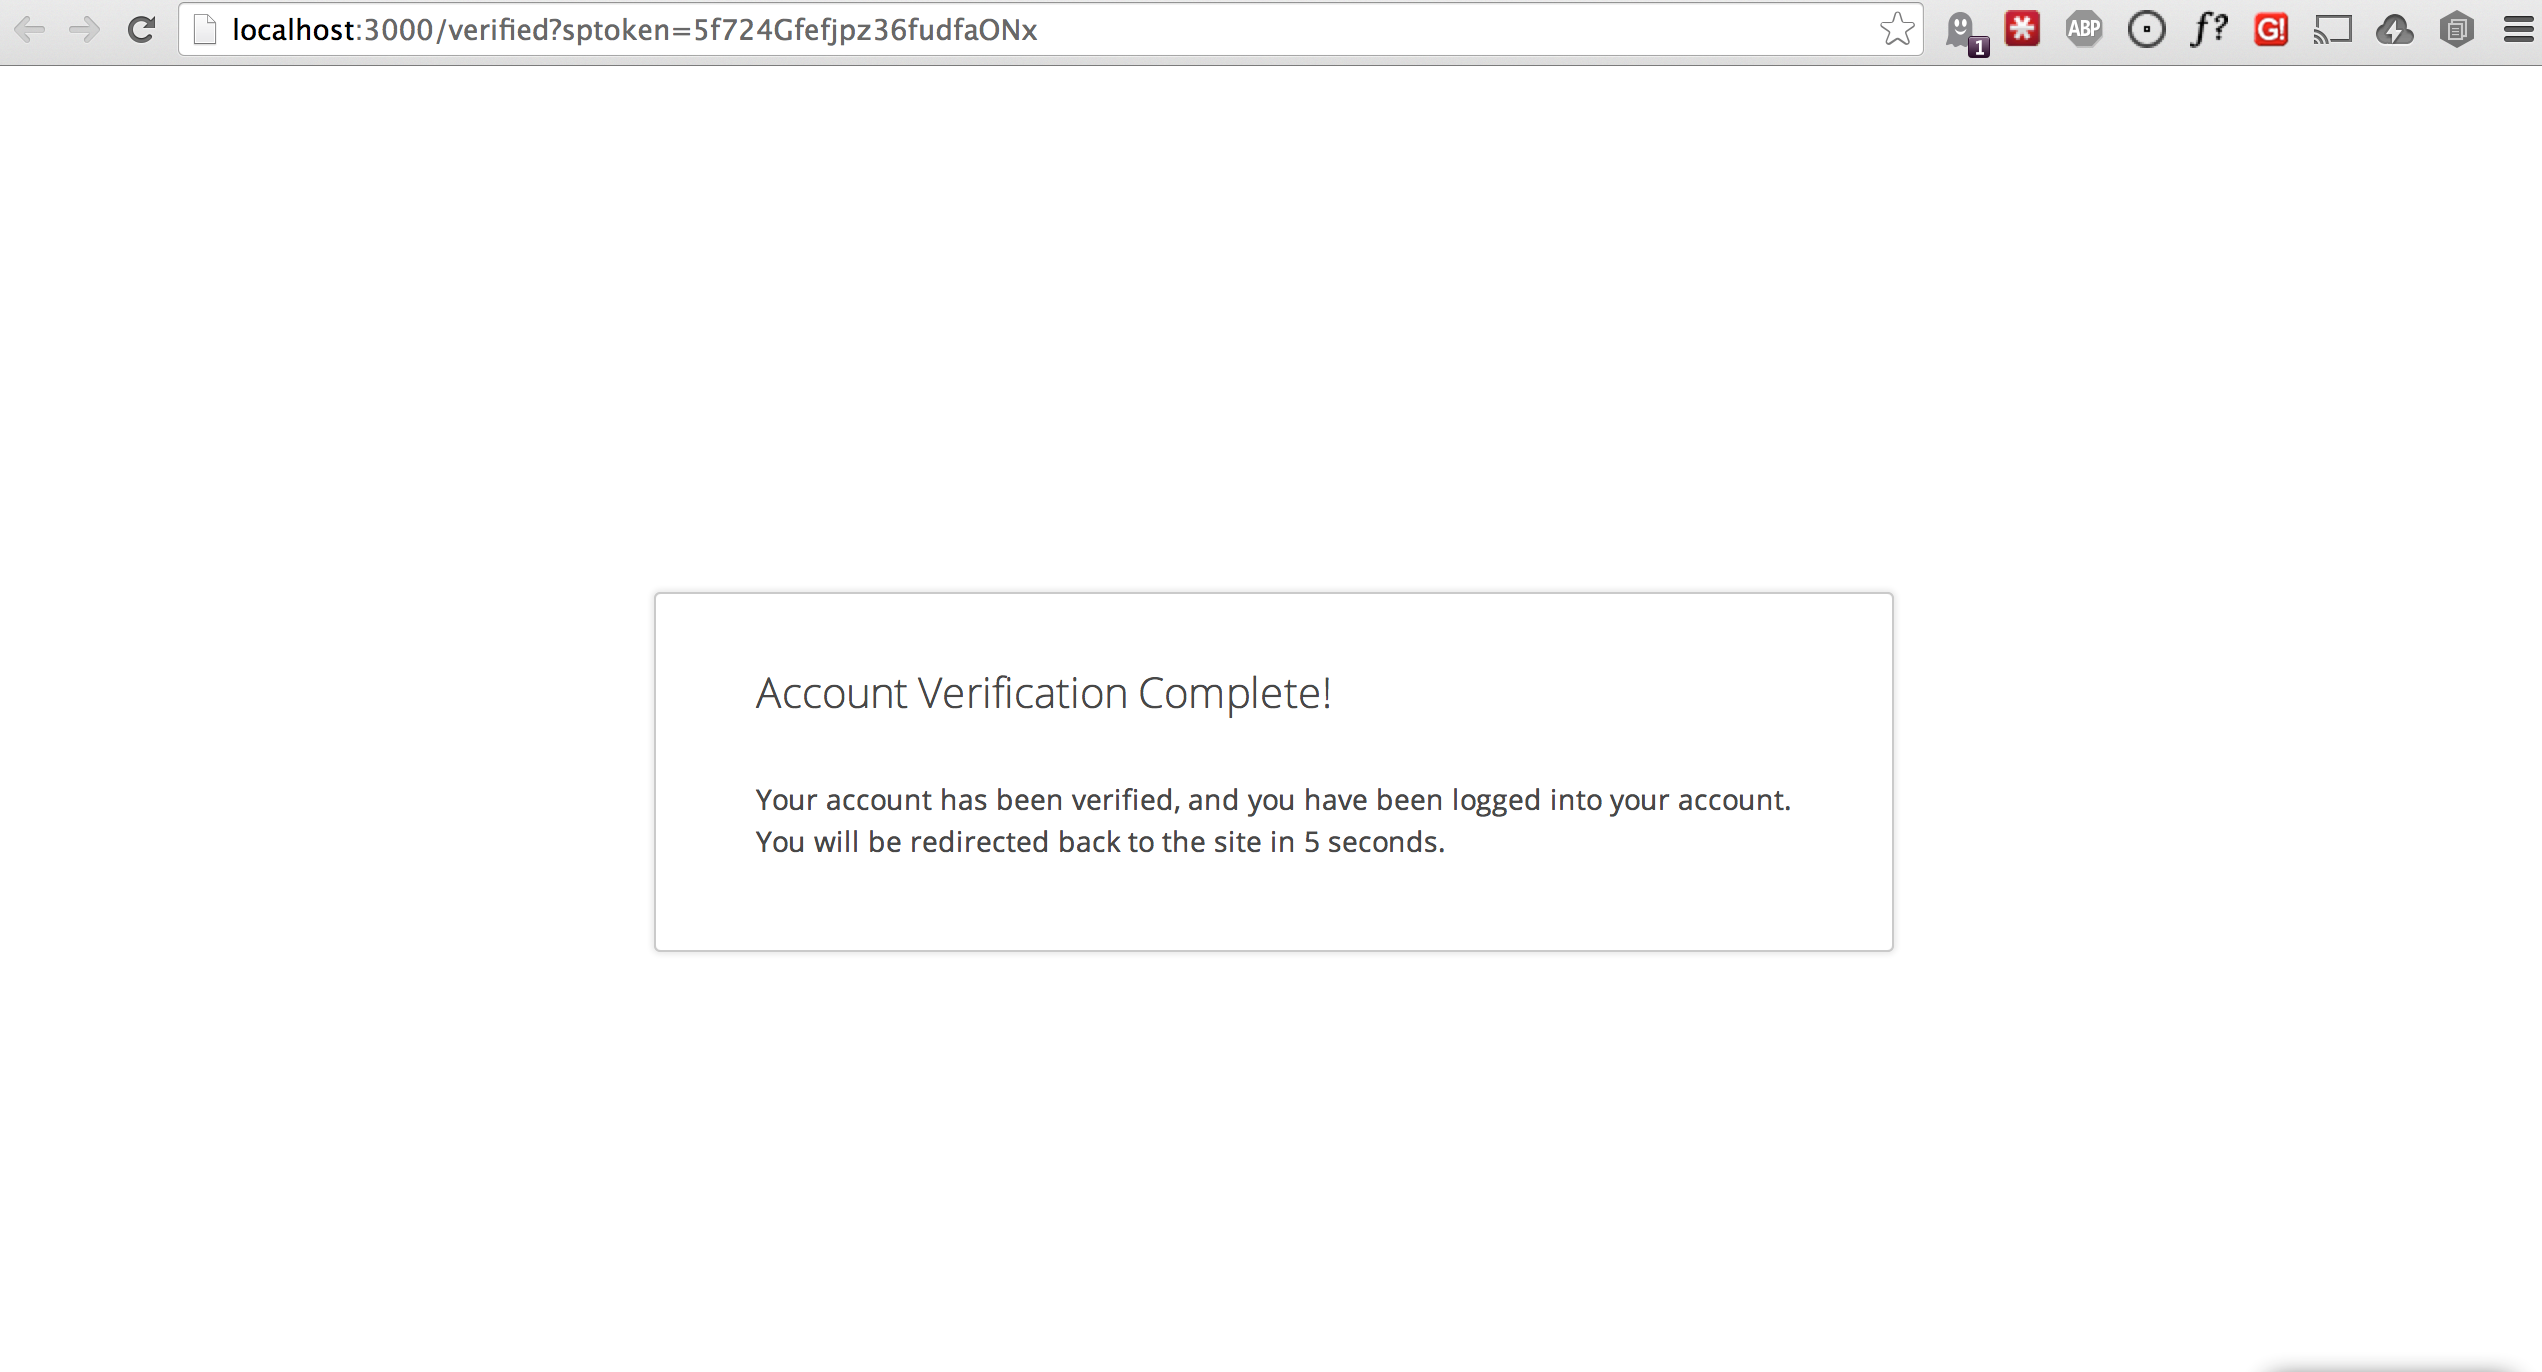 localhost:3000/verified?sptoken=5f724Gfefjpz36fudfaONx
1
ABP
f?
G!
Account Verification Complete!
Your account has been verified, and you have been logged into your account.
You will be redirected back to the site in 5 seconds.